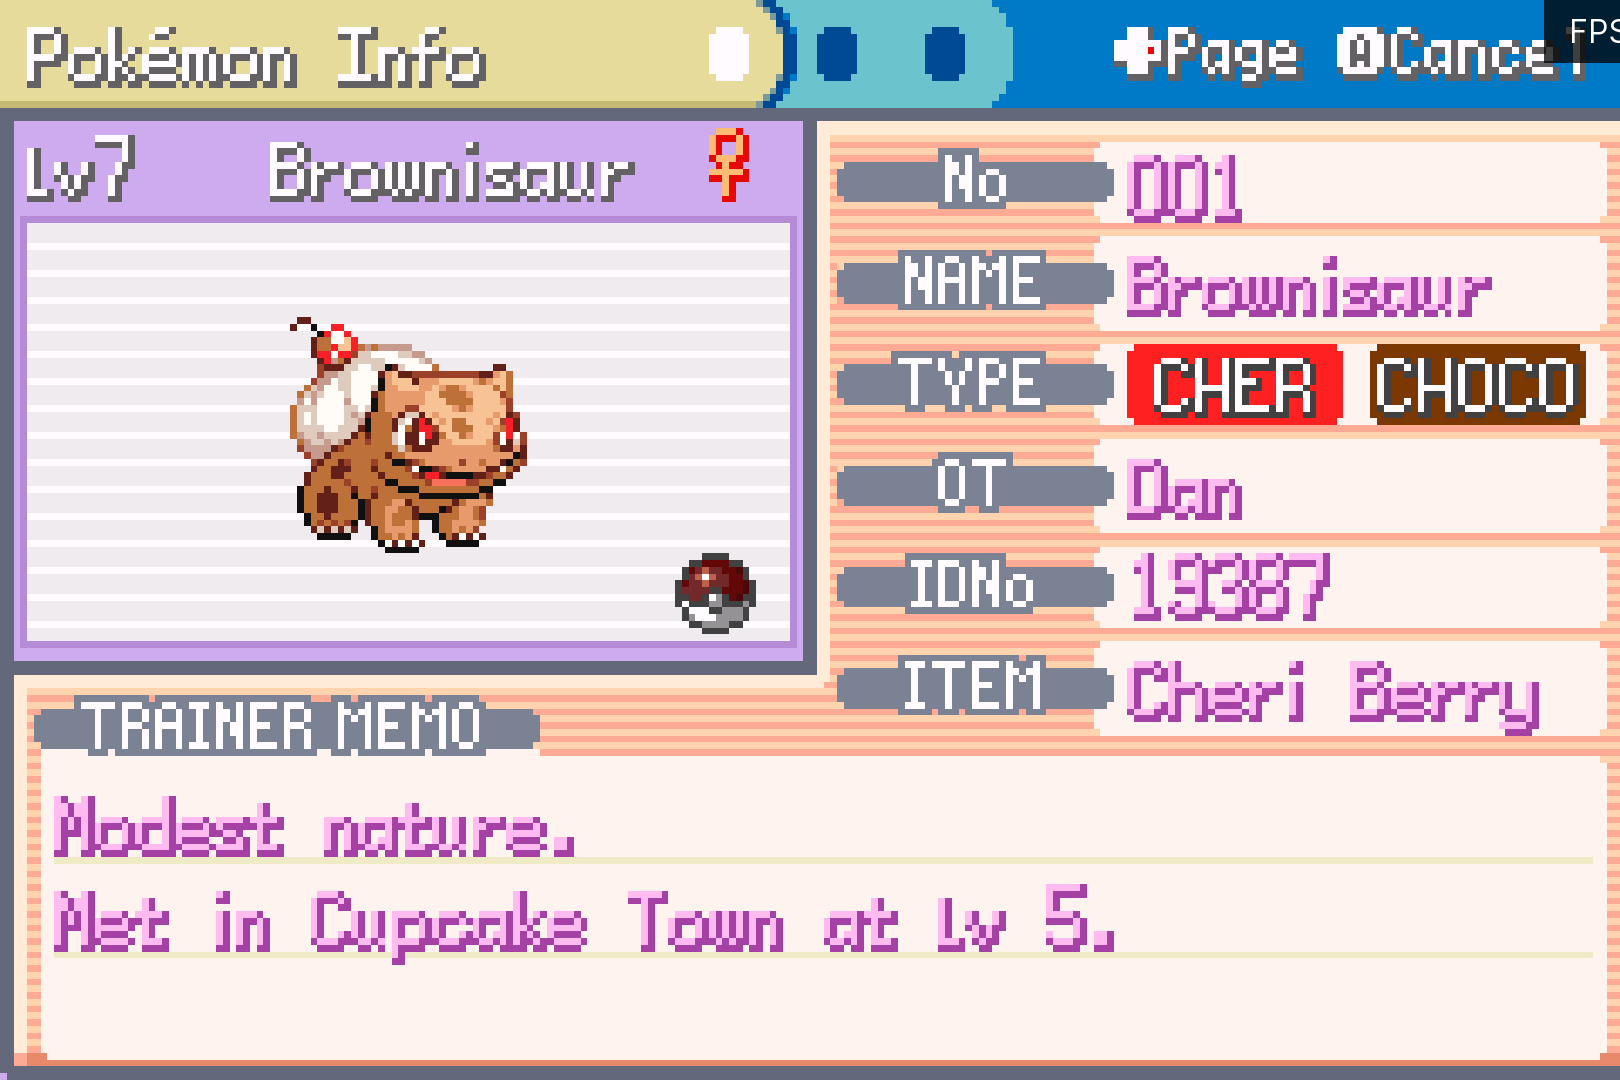 Pokémon Info
Page
A Cancel
FPS
Lv7 Brownisaur ♀
No 001
NAME Brownisaur
TYPE CHER CHOCO
OT Dan
IDNo 19387
ITEM Cheri Berry
TRAINER MEMO
Modest nature.
Met in Cupcake Town at Lv 5.